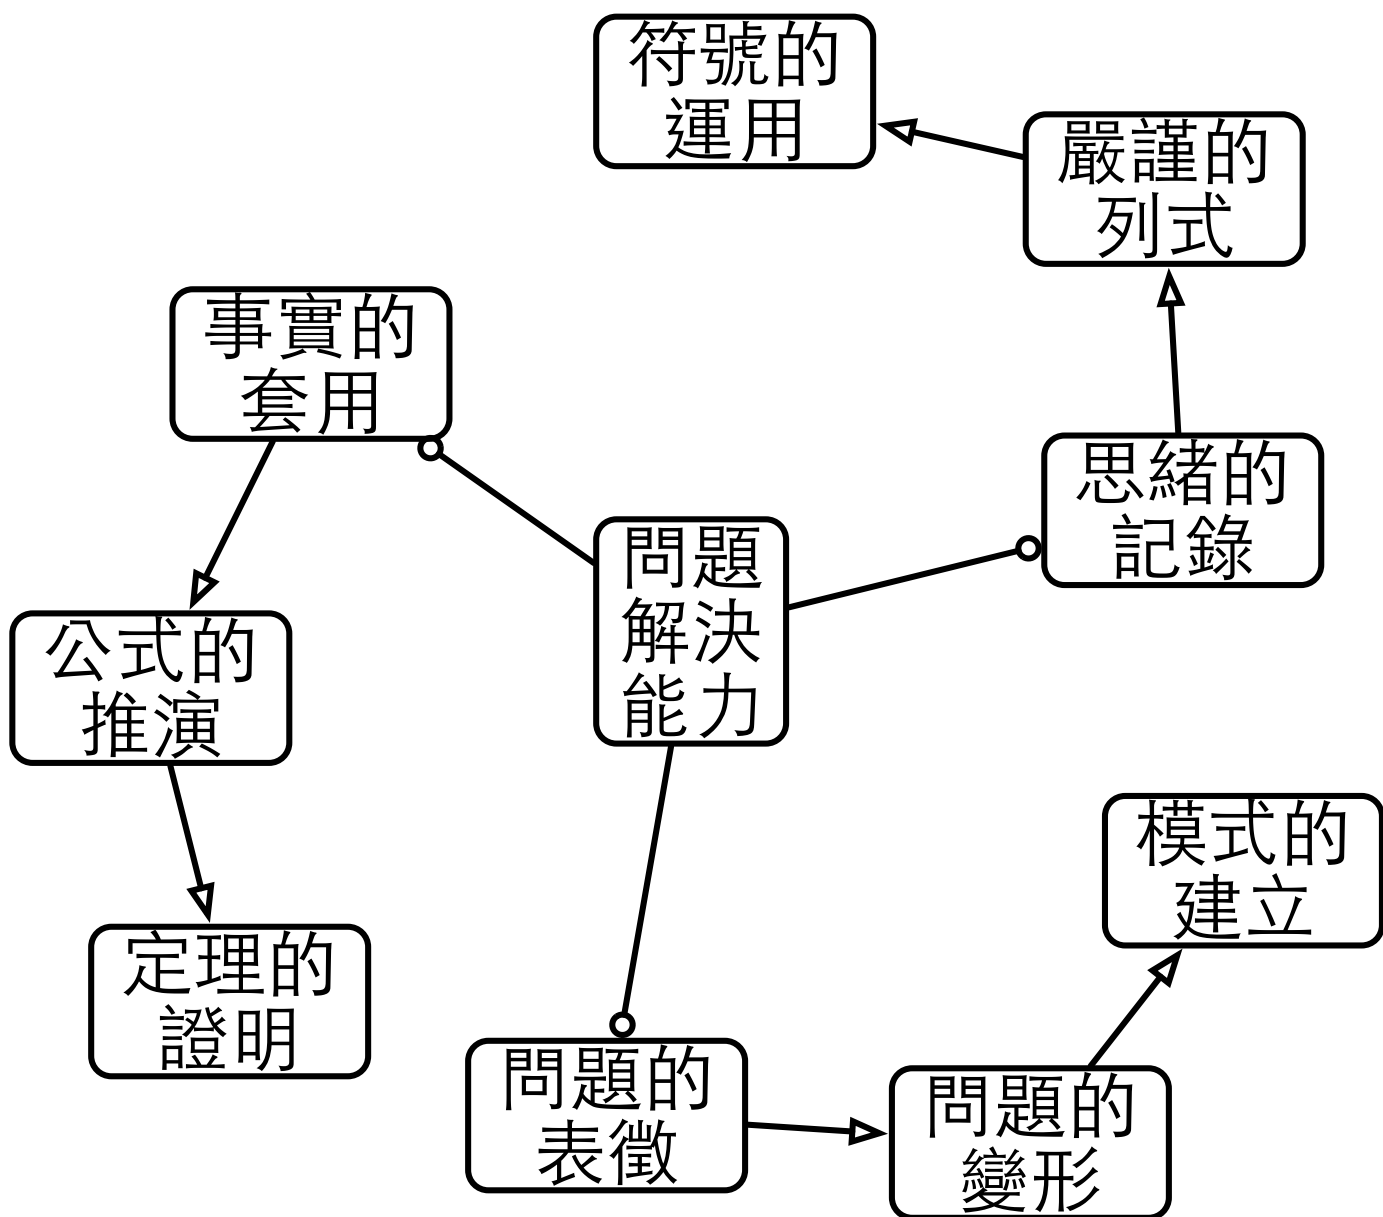 符號的
運用
嚴謹的
列式
事實的
套用
思緒的
記錄
問題
解決
能力
公式的
推演
模式的
建立
定理的
證明
問題的
表徵
問題的
變形